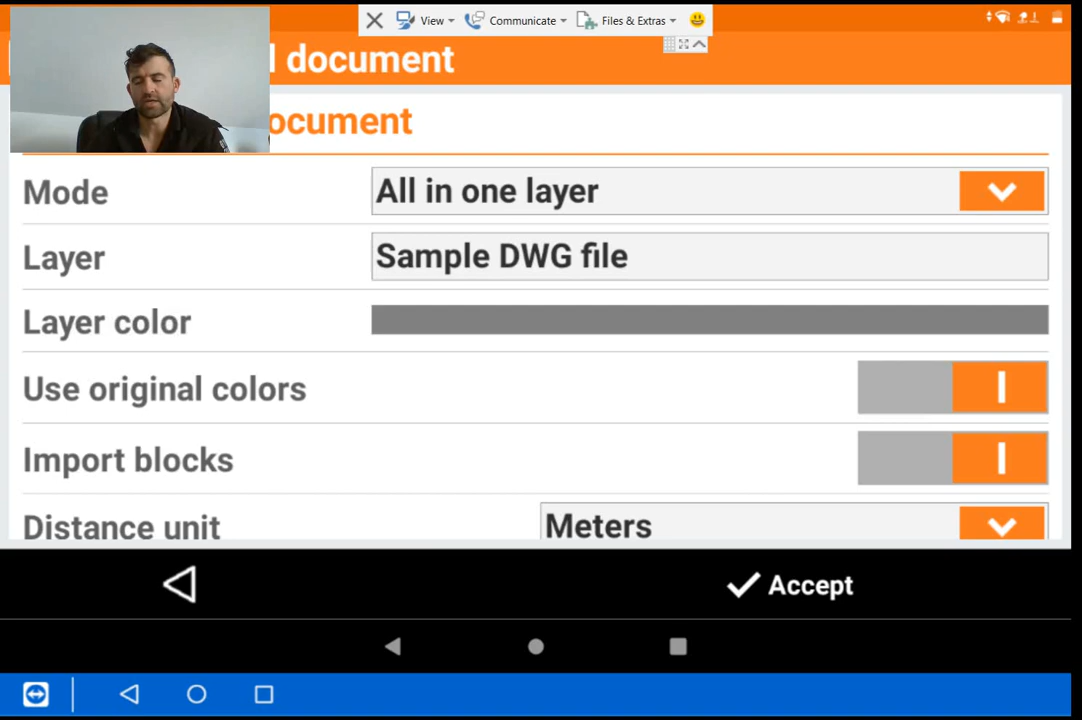 View
Communicate
Files & Extras
document
ocument
Mode
All in one layer
Layer
Sample DWG file
Layer color
Use original colors
Import blocks
Distance unit
Meters
Accept